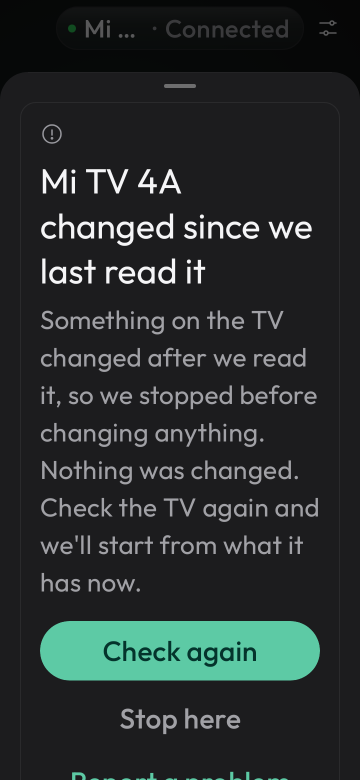 Mi ... · Connected
Mi TV 4A
changed since we
last read it
Something on the TV
changed after we read
it, so we stopped before
changing anything.
Nothing was changed.
Check the TV again and
we'll start from what it
has now.
Check again
Stop here
Report a problem